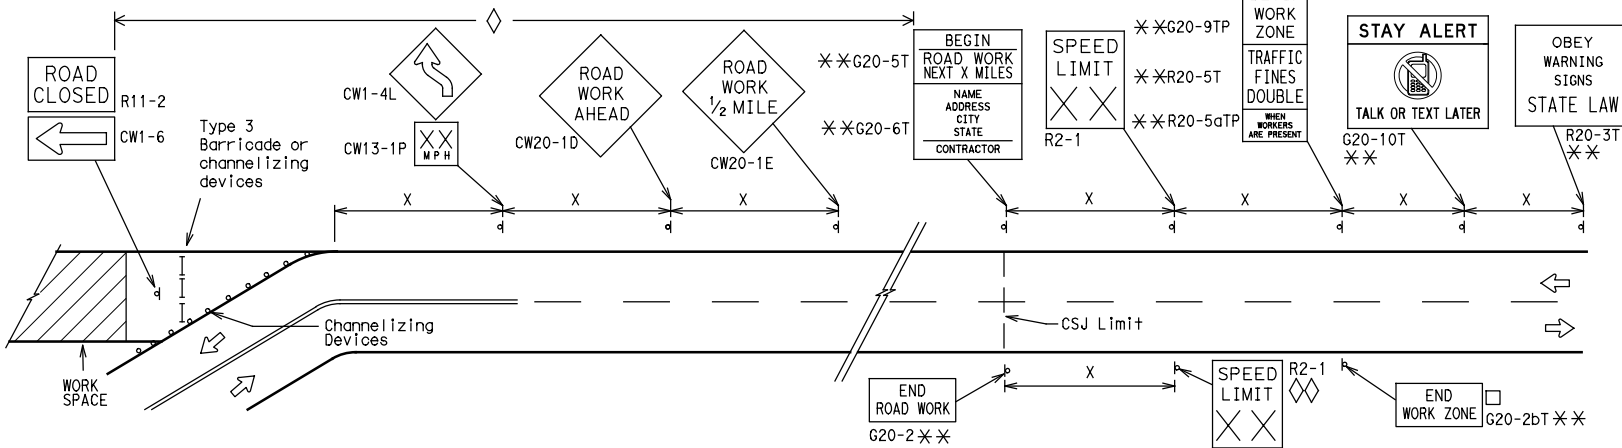 ROAD
CLOSED
R11-2
CW1-6
Type 3
Barricade or
channelizing
devices
CW1-4L
XX
MPH
CW13-1P
ROAD
WORK
AHEAD
CW20-1D
ROAD
WORK
1/2 MILE
CW20-1E
**G20-5T
**G20-6T
BEGIN
ROAD WORK
NEXT X MILES
NAME
ADDRESS
CITY
STATE
CONTRACTOR
SPEED
LIMIT
X X
R2-1
**G20-9TP
**R20-5T
**R20-5aTP
WORK
ZONE
TRAFFIC
FINES
DOUBLE
WHEN
WORKERS
ARE PRESENT
STAY ALERT
TALK OR TEXT LATER
G20-10T
**
OBEY
WARNING
SIGNS
STATE LAW
R20-3T
**
X
X
X
X
X
X
X
Channelizing
Devices
WORK
SPACE
CSJ Limit
X
END
ROAD WORK
G20-2 **
SPEED
LIMIT
X X
R2-1
END
WORK ZONE
G20-2bT **